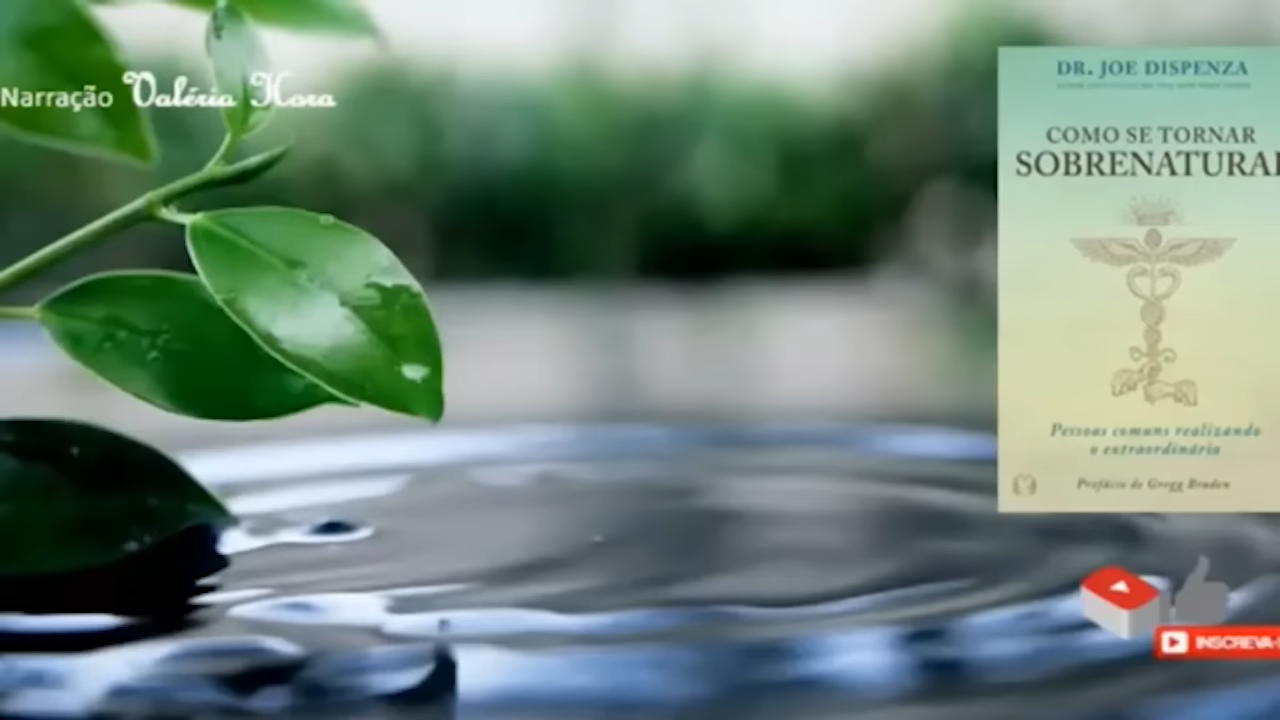 Narração Valéria Hora
DR. JOE DISPENZA
COMO SE TORNAR
SOBRENATURAL
Pessoas comuns realizando
o extraordinário
Prefácio de Gregg Braden
INSCREVA-